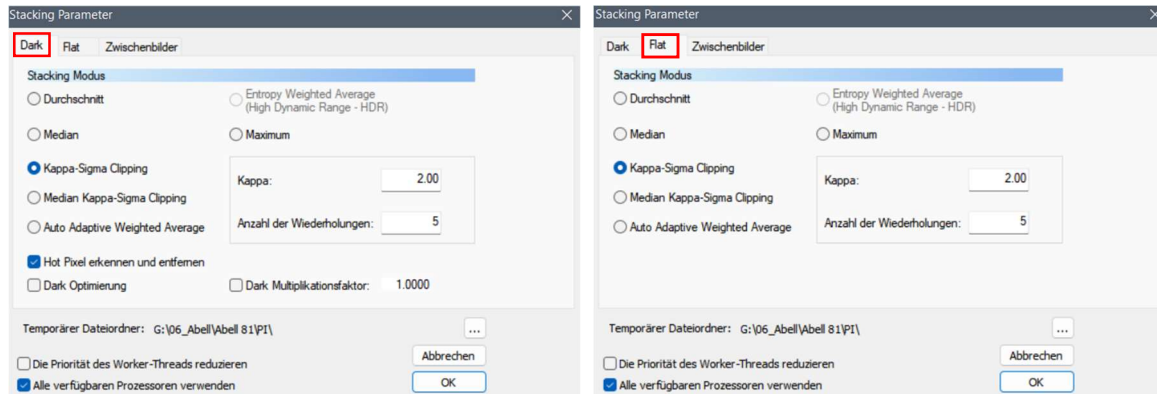 Stacking Parameter
Dark Flat Zwischenbilder
Stacking Modus
Durchschnitt
Entropy Weighted Average
(High Dynamic Range - HDR)
Median
Maximum
Kappa-Sigma Clipping
Median Kappa-Sigma Clipping
Auto Adaptive Weighted Average
Kappa: 2.00
Anzahl der Wiederholungen: 5
Hot Pixel erkennen und entfernen
Dark Optimierung
Dark Multiplikationsfaktor: 1.0000
Temporärer Dateiordner: G:\06_Abell\Abell 81\PI\ ...
Die Priorität des Worker-Threads reduzieren
Alle verfügbaren Prozessoren verwenden
Abbrechen
OK
Stacking Parameter
Dark Flat Zwischenbilder
Stacking Modus
Durchschnitt
Entropy Weighted Average
(High Dynamic Range - HDR)
Median
Maximum
Kappa-Sigma Clipping
Median Kappa-Sigma Clipping
Auto Adaptive Weighted Average
Kappa: 2.00
Anzahl der Wiederholungen: 5
Temporärer Dateiordner: G:\06_Abell\Abell 81\PI\ ...
Die Priorität des Worker-Threads reduzieren
Alle verfügbaren Prozessoren verwenden
Abbrechen
OK